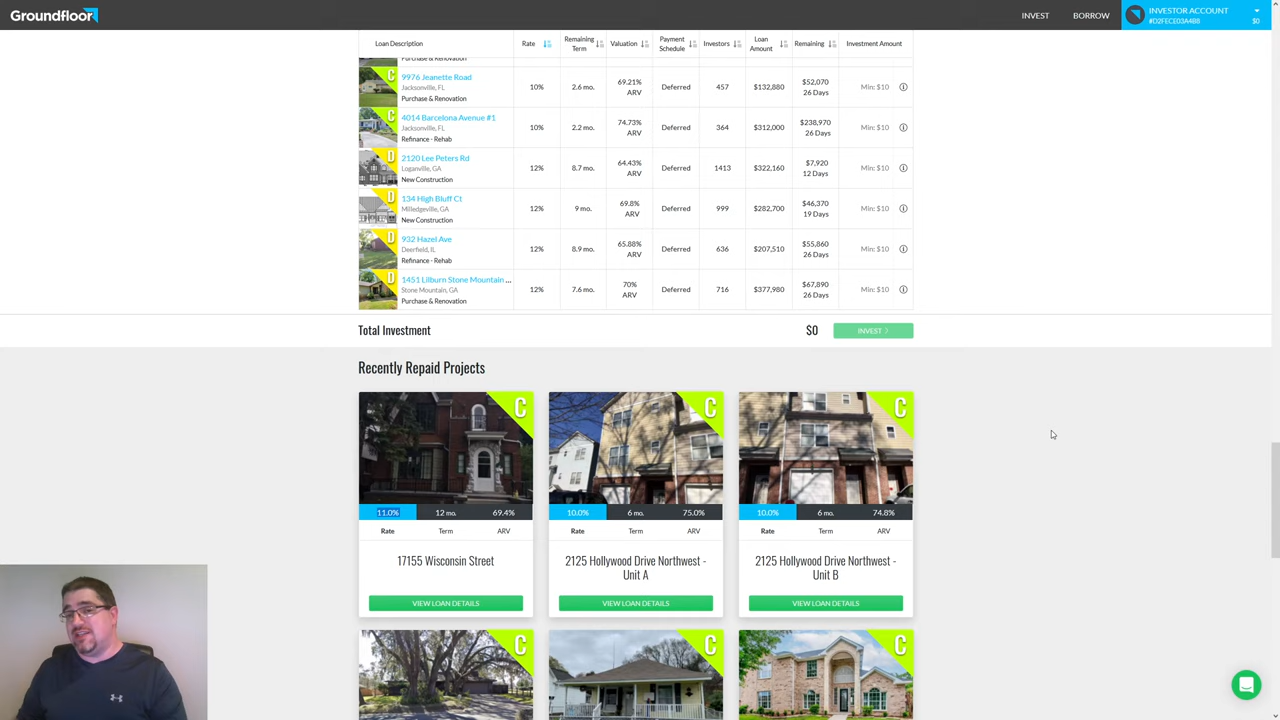 Groundfloor
INVEST
BORROW
INVESTOR ACCOUNT
#D2FECE03A4B8
$0
Loan Description
Rate
Remaining
Term
Valuation
Payment
Schedule
Investors
Loan
Amount
Remaining
Investment Amount
Purchase & Renovation
C
9976 Jeanette Road
Jacksonville, FL
Purchase & Renovation
10%
2.6 mo.
69.21%
ARV
Deferred
457
$132,880
$52,070
26 Days
Min: $10
C
4014 Barcelona Avenue #1
Jacksonville, FL
Refinance - Rehab
10%
2.2 mo.
74.73%
ARV
Deferred
364
$312,000
$238,970
26 Days
Min: $10
D
2120 Lee Peters Rd
Loganville, GA
New Construction
12%
8.7 mo.
64.43%
ARV
Deferred
1413
$322,160
$7,920
12 Days
Min: $10
D
134 High Bluff Ct
Milledgeville, GA
New Construction
12%
9 mo.
69.8%
ARV
Deferred
999
$282,700
$46,370
19 Days
Min: $10
D
932 Hazel Ave
Deerfield, IL
Refinance - Rehab
12%
8.9 mo.
65.88%
ARV
Deferred
636
$207,510
$55,860
26 Days
Min: $10
D
1451 Lilburn Stone Mountain ...
Stone Mountain, GA
Purchase & Renovation
12%
7.6 mo.
70%
ARV
Deferred
716
$377,980
$67,890
26 Days
Min: $10
Total Investment
$0
INVEST
Recently Repaid Projects
C
11.0%
12 mo.
69.4%
Rate
Term
ARV
17155 Wisconsin Street
VIEW LOAN DETAILS
C
10.0%
6 mo.
75.0%
Rate
Term
ARV
2125 Hollywood Drive Northwest -
Unit A
VIEW LOAN DETAILS
C
10.0%
6 mo.
74.8%
Rate
Term
ARV
2125 Hollywood Drive Northwest -
Unit B
VIEW LOAN DETAILS
C
C
C